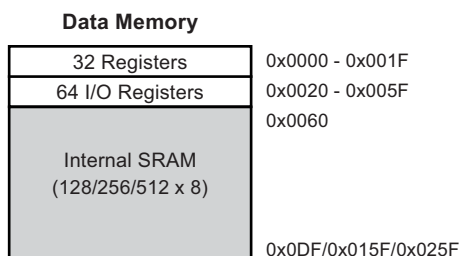 Data Memory
32 Registers 0x0000 - 0x001F
64 I/O Registers 0x0020 - 0x005F
0x0060
Internal SRAM
(128/256/512 x 8)
0x0DF/0x015F/0x025F